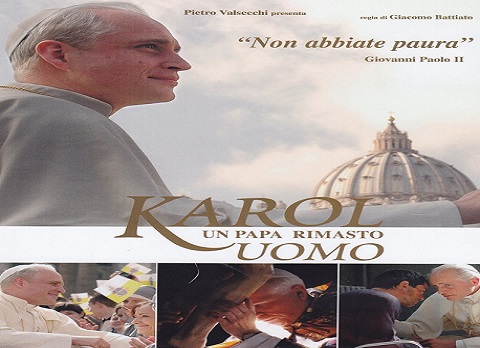 Pietro Valsecchi presenta
regia di Giacomo Battiato
“Non abbiate paura”
Giovanni Paolo II
KAROL
UN PAPA RIMASTO
UOMO